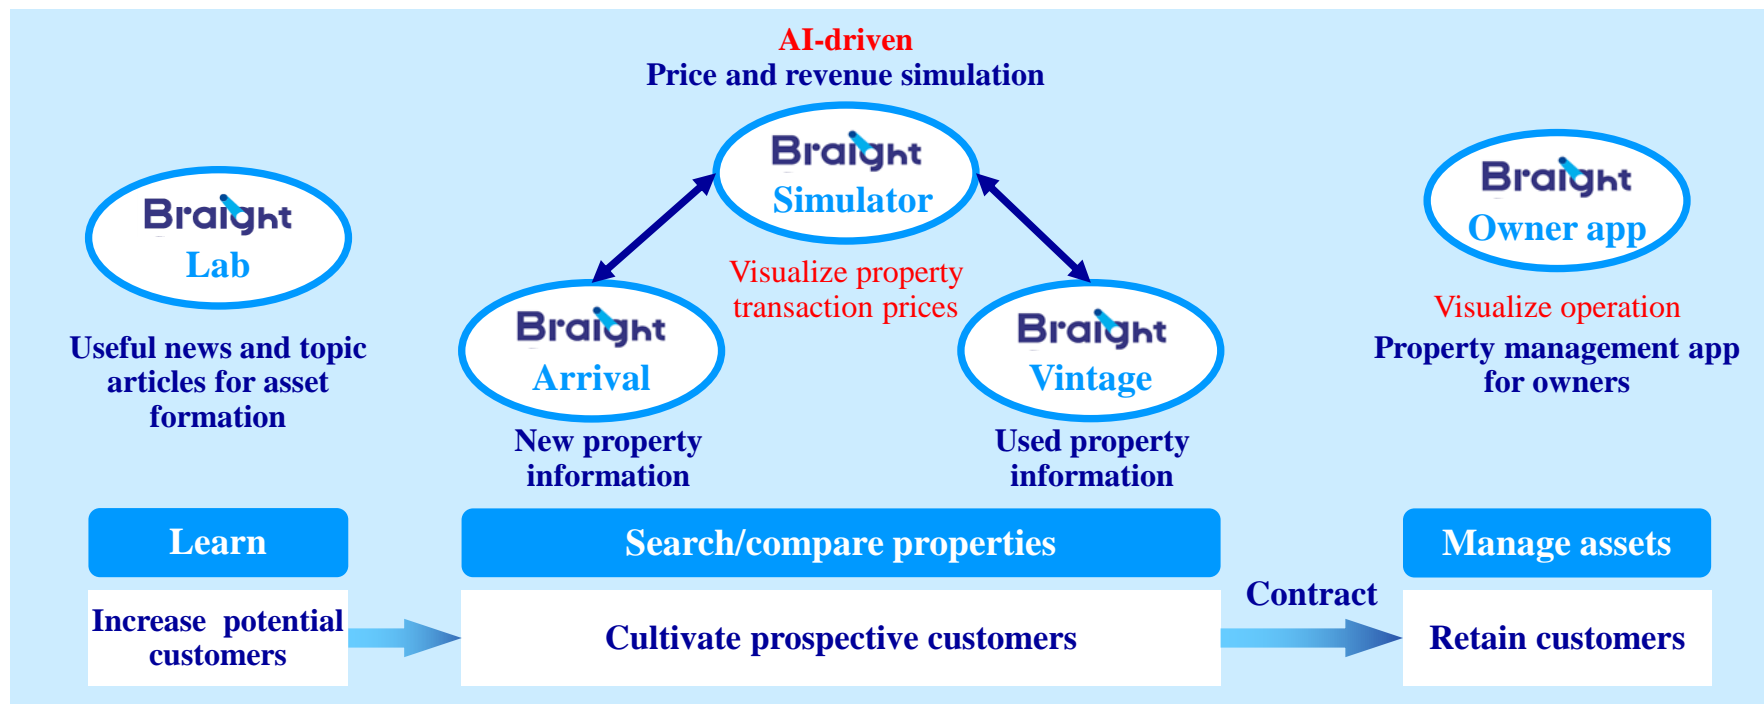 AI-driven
Price and revenue simulation
Braight
Simulator
Braight
Lab
Braight
Owner app
Visualize property
transaction prices
Braight
Arrival
Braight
Vintage
Useful news and topic
articles for asset
formation
Visualize operation
Property management app
for owners
New property
information
Used property
information
Learn
Search/compare properties
Manage assets
Increase potential
customers
Cultivate prospective customers
Contract
Retain customers